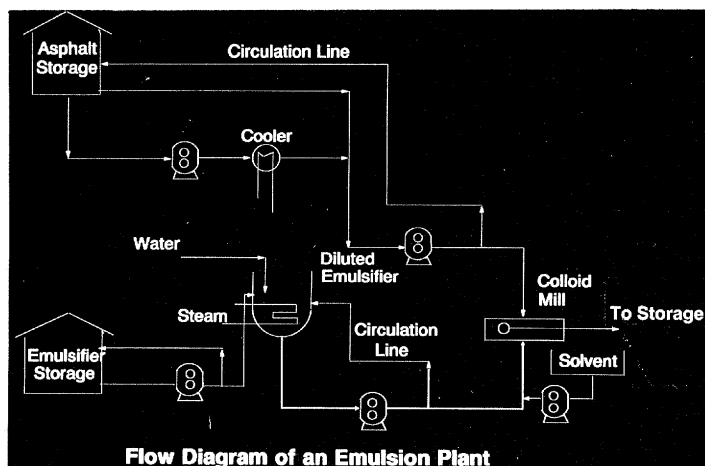 Asphalt
Storage
Circulation Line
Cooler
Water
Diluted
Emulsifier
Colloid
Mill
Steam
To Storage
Circulation
Line
Emulsifier
Storage
Solvent
Flow Diagram of an Emulsion Plant